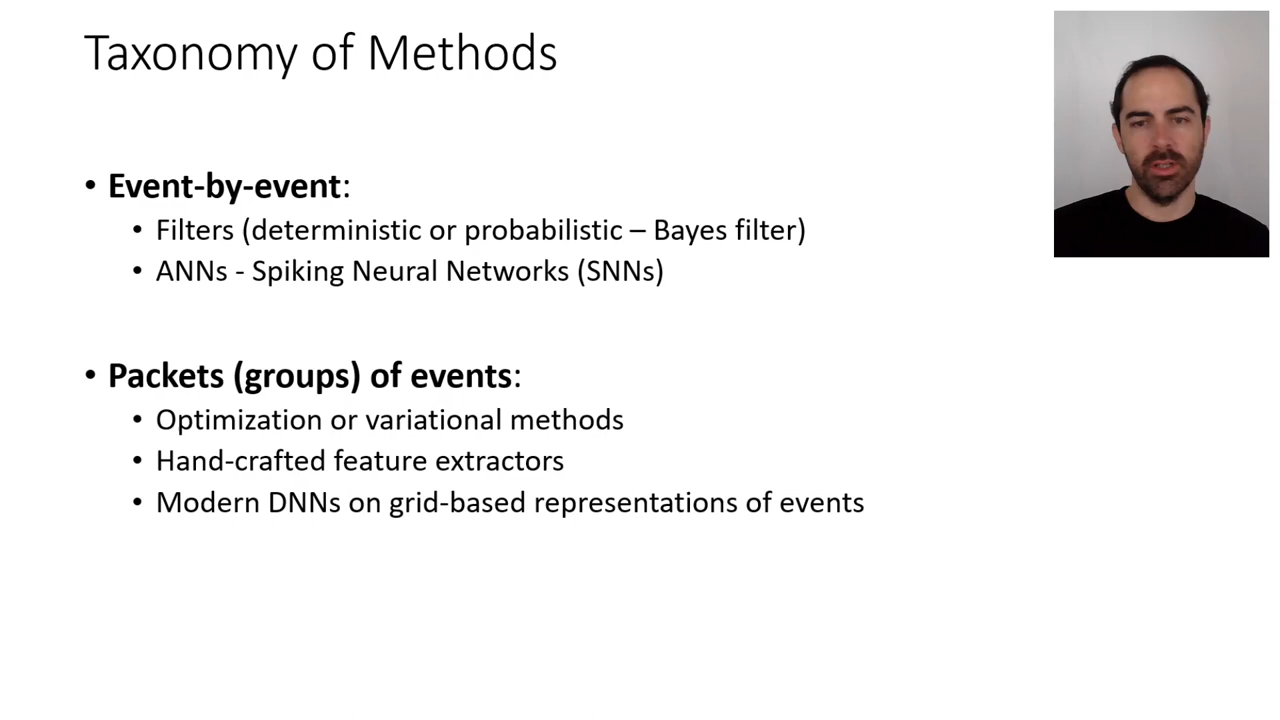 Taxonomy of Methods
• Event-by-event:
• Filters (deterministic or probabilistic – Bayes filter)
• ANNs - Spiking Neural Networks (SNNs)
• Packets (groups) of events:
• Optimization or variational methods
• Hand-crafted feature extractors
• Modern DNNs on grid-based representations of events